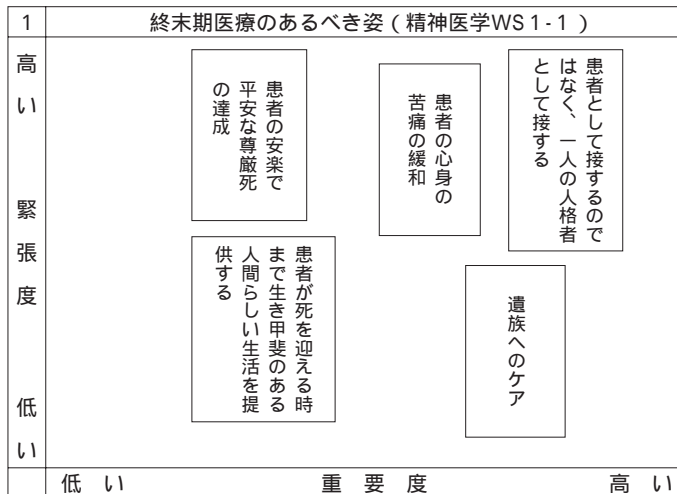 1
終末期医療のあるべき姿(精神医学WS1-1)
高い 緊張度 低い
患者として接するので
はなく、一人の人格者
として接する
患者の心身の
苦痛の緩和
患者の安楽で
平安な尊厳死
の達成
遺族へのケア
患者が死を迎える時
まで生き甲斐のある
人間らしい生活を提
供する
低い 重要度 高い